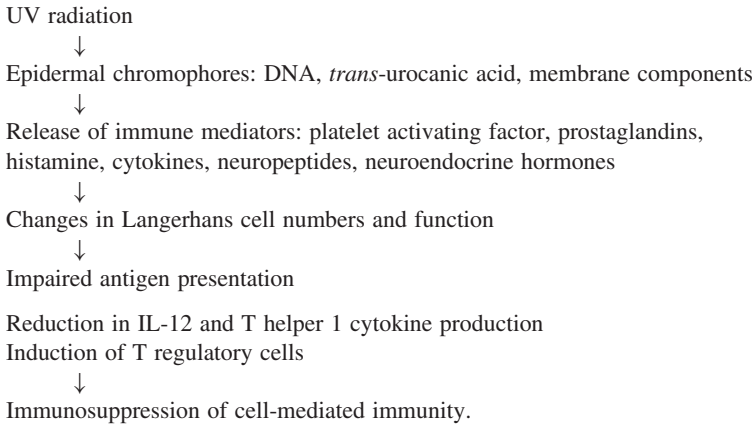 UV radiation
↓
Epidermal chromophores: DNA, trans-urocanic acid, membrane components
↓
Release of immune mediators: platelet activating factor, prostaglandins,
histamine, cytokines, neuropeptides, neuroendocrine hormones
↓
Changes in Langerhans cell numbers and function
↓
Impaired antigen presentation
Reduction in IL-12 and T helper 1 cytokine production
Induction of T regulatory cells
↓
Immunosuppression of cell-mediated immunity.